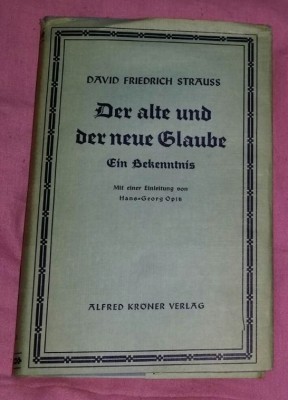 DAVID FRIEDRICH STRAUSS
Der alte und
der neue Glaube
Ein Bekenntnis
Mit einer Einleitung von
Hans-Georg Opik
ALFRED KRÖNER VERLAG